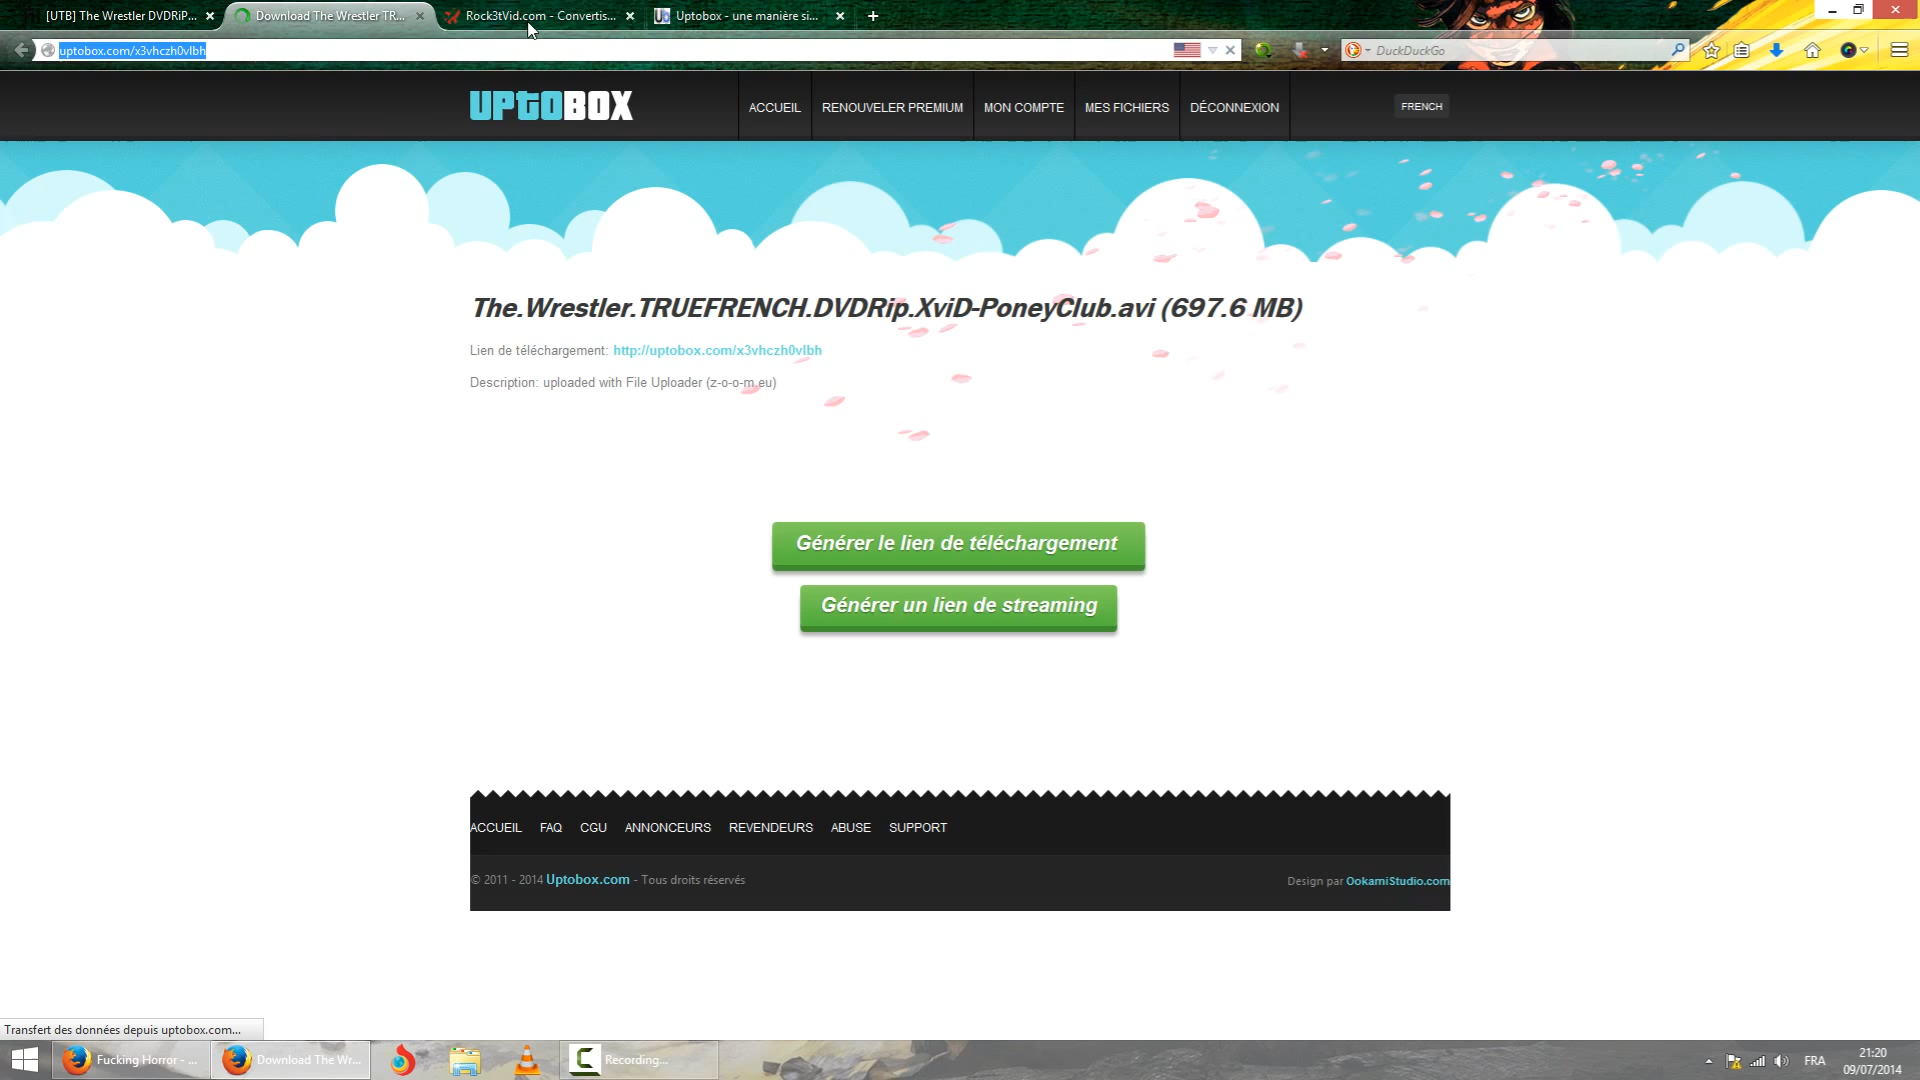 [UTB] The Wrestler DVDRiP...
Download The Wrestler TR...
Rock3tVid.com - Convertis...
Uptobox - une manière si...
uptobox.com/x3vhczh0vlbh
DuckDuckGo
UPTOBOX
ACCUEIL
RENOUVELER PREMIUM
MON COMPTE
MES FICHIERS
DÉCONNEXION
FRENCH
The.Wrestler.TRUEFRENCH.DVDRip.XviD-PoneyClub.avi (697.6 MB)
Lien de téléchargement: http://uptobox.com/x3vhczh0vlbh
Description: uploaded with File Uploader (z-o-o-m.eu)
Générer le lien de téléchargement
Générer un lien de streaming
ACCUEIL FAQ CGU ANNONCEURS REVENDEURS ABUSE SUPPORT
© 2011 - 2014 Uptobox.com - Tous droits réservés
Design par OokamiStudio.com
Transfert des données depuis uptobox.com...
Fucking Horror - ...
Download The Wr...
Recording...
FRA
21:20
09/07/2014